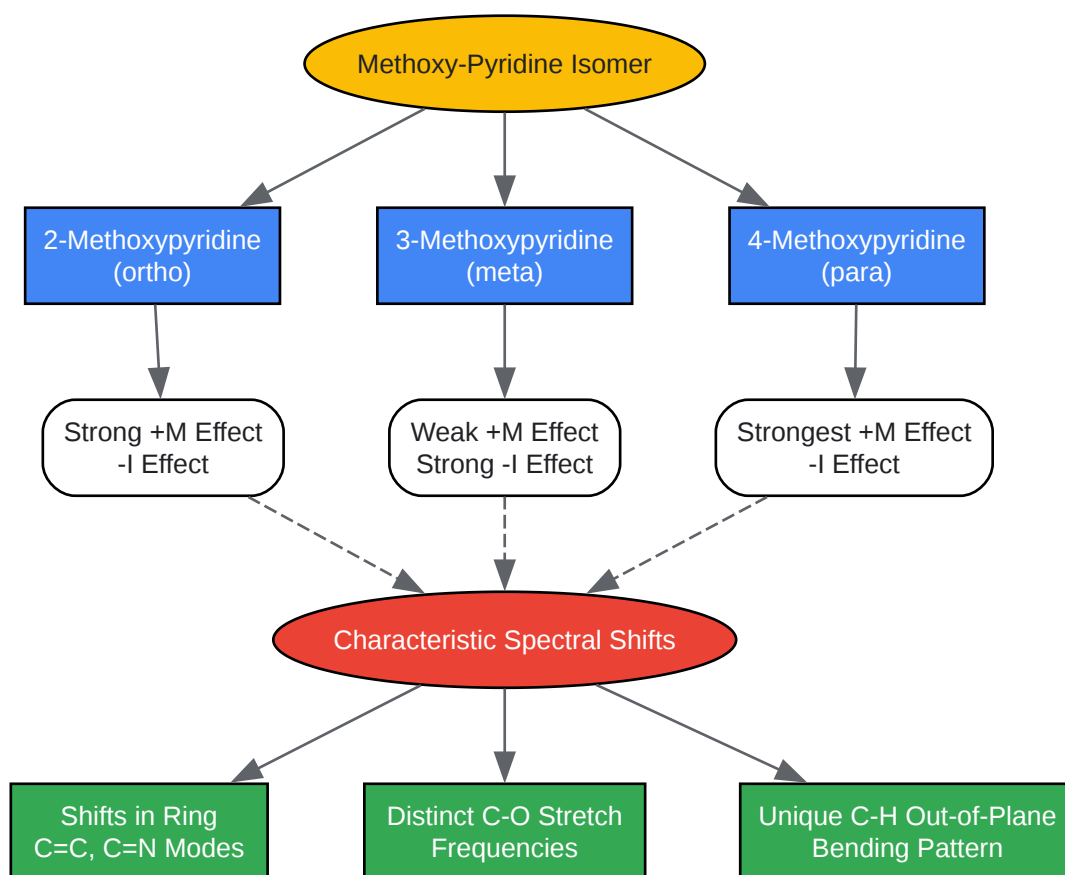 Methoxy-Pyridine Isomer
2-Methoxypyridine
(ortho)
3-Methoxypyridine
(meta)
4-Methoxypyridine
(para)
Strong +M Effect
-I Effect
Weak +M Effect
Strong -I Effect
Strongest +M Effect
-I Effect
Characteristic Spectral Shifts
Shifts in Ring
C=C, C=N Modes
Distinct C-O Stretch
Frequencies
Unique C-H Out-of-Plane
Bending Pattern